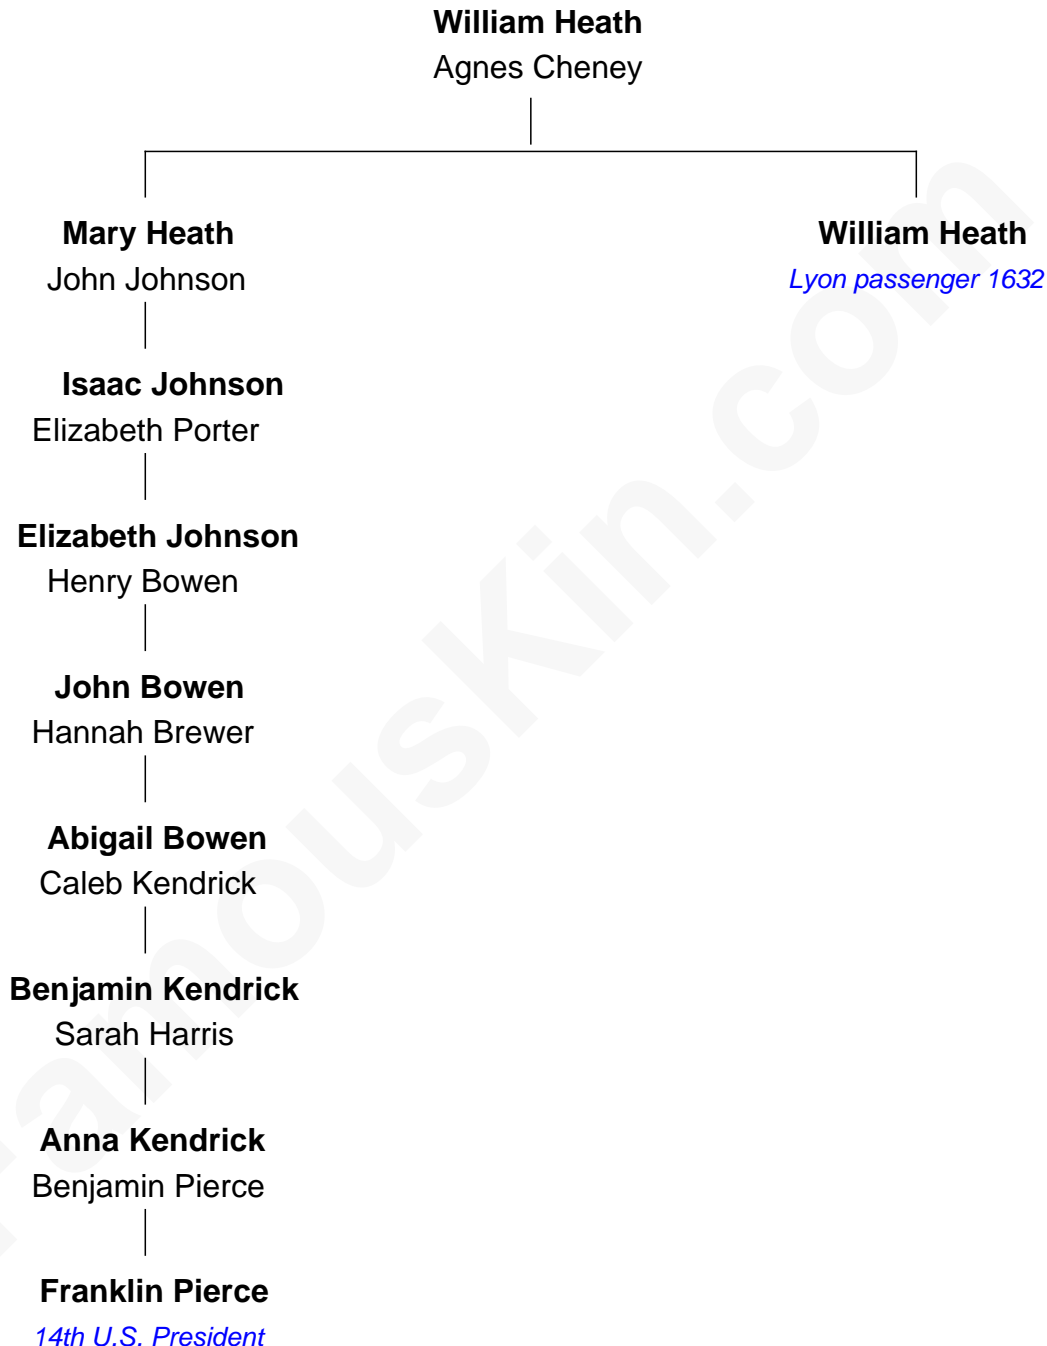 William Heath
Agnes Cheney
Mary Heath
John Johnson
William Heath
Lyon passenger 1632
Isaac Johnson
Elizabeth Porter
Elizabeth Johnson
Henry Bowen
John Bowen
Hannah Brewer
Abigail Bowen
Caleb Kendrick
Benjamin Kendrick
Sarah Harris
Anna Kendrick
Benjamin Pierce
Franklin Pierce
14th U.S. President
FamousKin.com